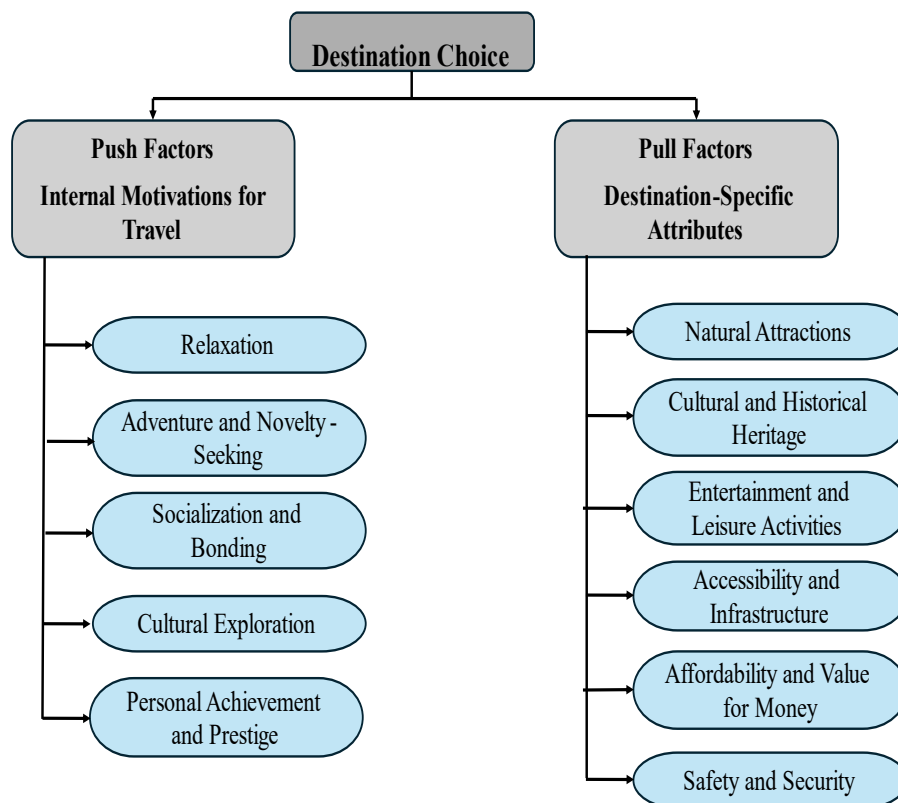 Destination Choice
Push Factors
Internal Motivations for
Travel
Relaxation
Adventure and Novelty -
Seeking
Socialization and
Bonding
Cultural Exploration
Personal Achievement
and Prestige
Pull Factors
Destination-Specific
Attributes
Natural Attractions
Cultural and Historical
Heritage
Entertainment and
Leisure Activities
Accessibility and
Infrastructure
Affordability and Value
for Money
Safety and Security